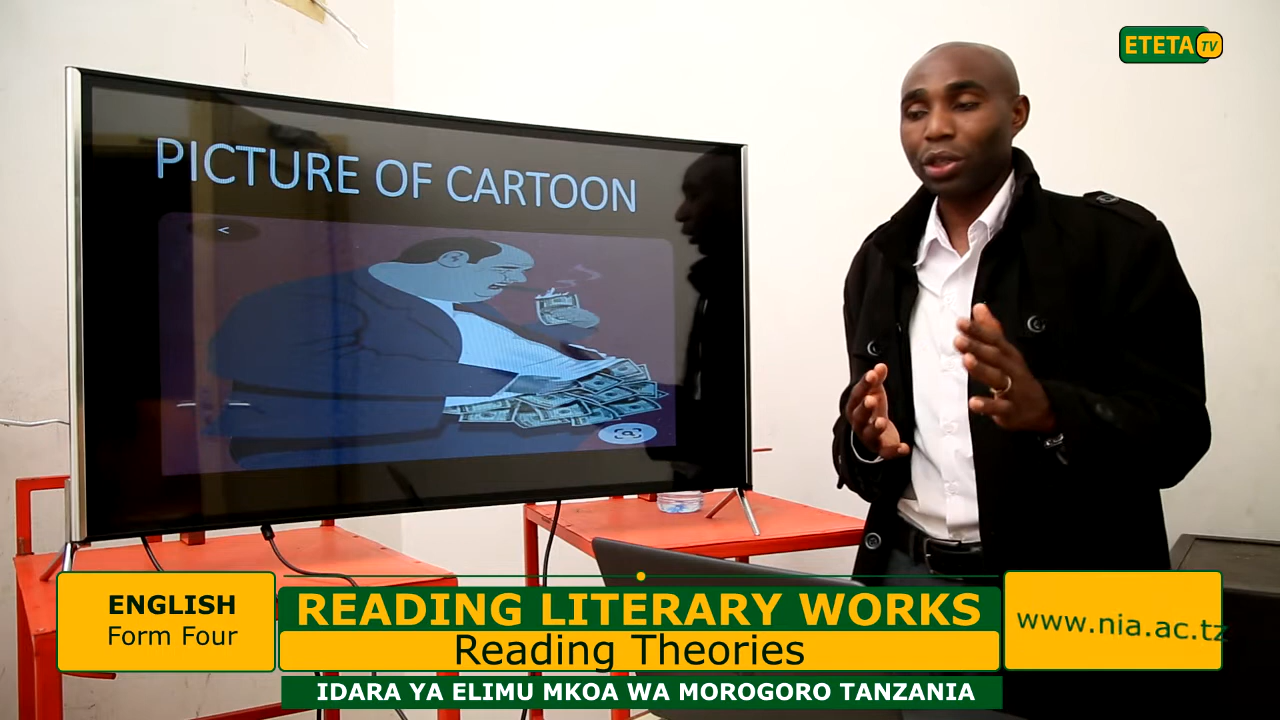 ETETA TV
PICTURE OF CARTOON
<
ENGLISH
Form Four
READING LITERARY WORKS
Reading Theories
www.nia.ac.tz
IDARA YA ELIMU MKOA WA MOROGORO TANZANIA